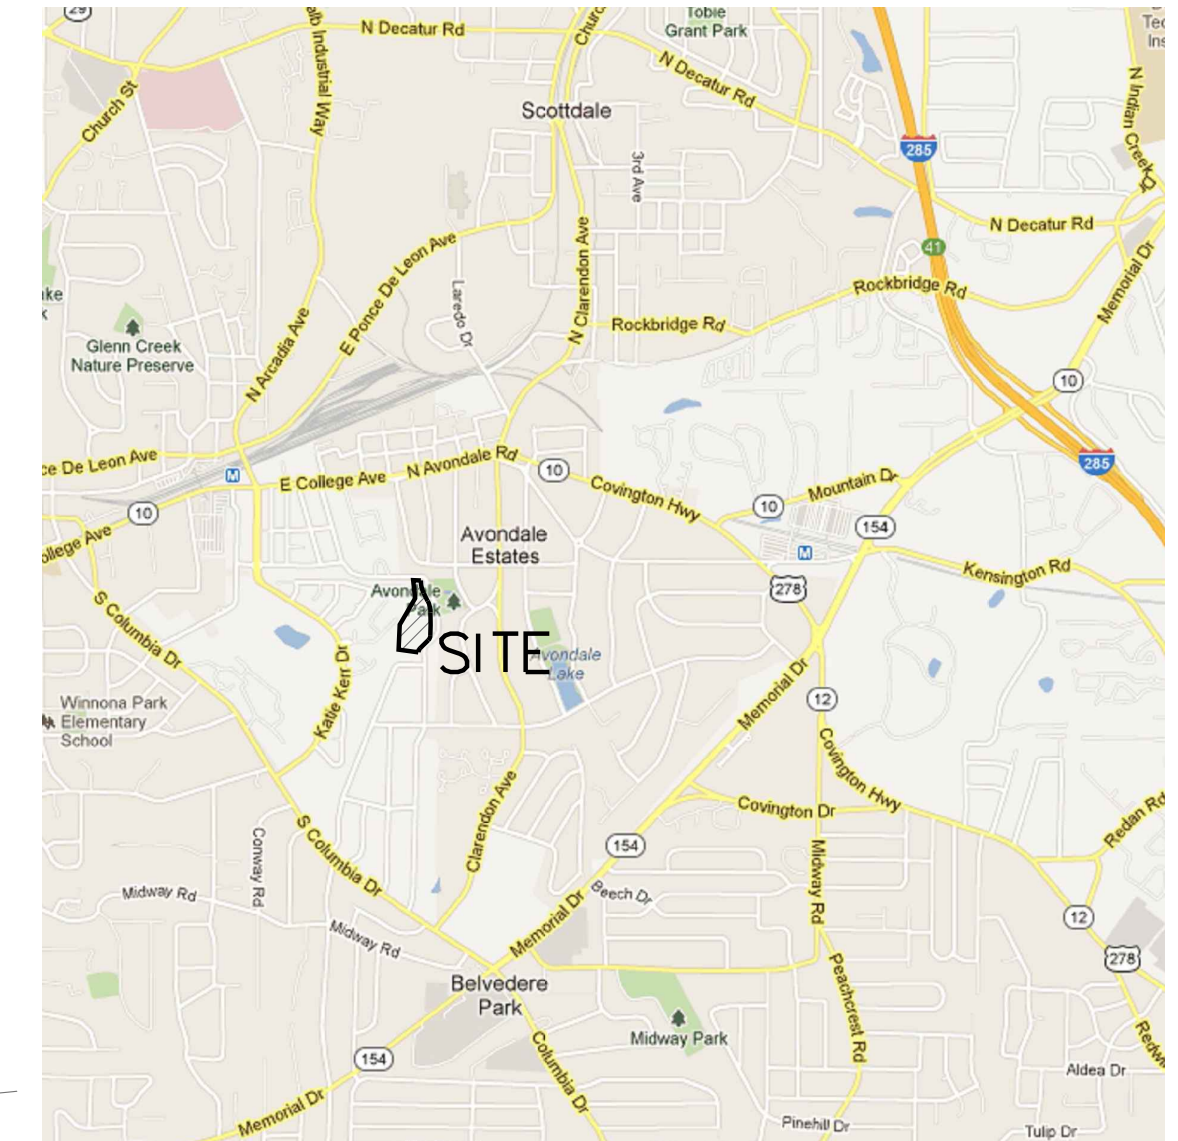 29
N Decatur Rd
Church St
Industrial Way
Grant Park
N Decatur Rd
Scottdale
3rd Ave
285
N Indian Creek Dr
N Decatur Rd
41
Memorial Dr
E Ponce De Leon Ave
Laredo Dr
N Clarendon Ave
Rockbridge Rd
Rockbridge Rd
Glenn Creek
Nature Preserve
N Arcadia Ave
10
285
ce De Leon Ave
M
E College Ave
N Avondale Rd
10
Covington Hwy
10
Mountain Dr
10
154
ollege Ave
Avondale
Estates
M
Kensington Rd
278
Avondale
Park
SITE
Avondale
Lake
S Columbia Dr
Katie Kerr Dr
Winnona Park
Elementary
School
Memorial Dr
12
Covington Hwy
Clarendon Ave
Covington Dr
Redan Rd
S Columbia Dr
Conway Rd
154
Midway Rd
Beech Dr
Midway Rd
Midway Rd
Memorial Dr
12
278
Belvedere
Park
Peachcrest Rd
Midway Park
154
Columbia Dr
Aldea Dr
Memorial Dr
Pinehill Dr
Tulip Dr